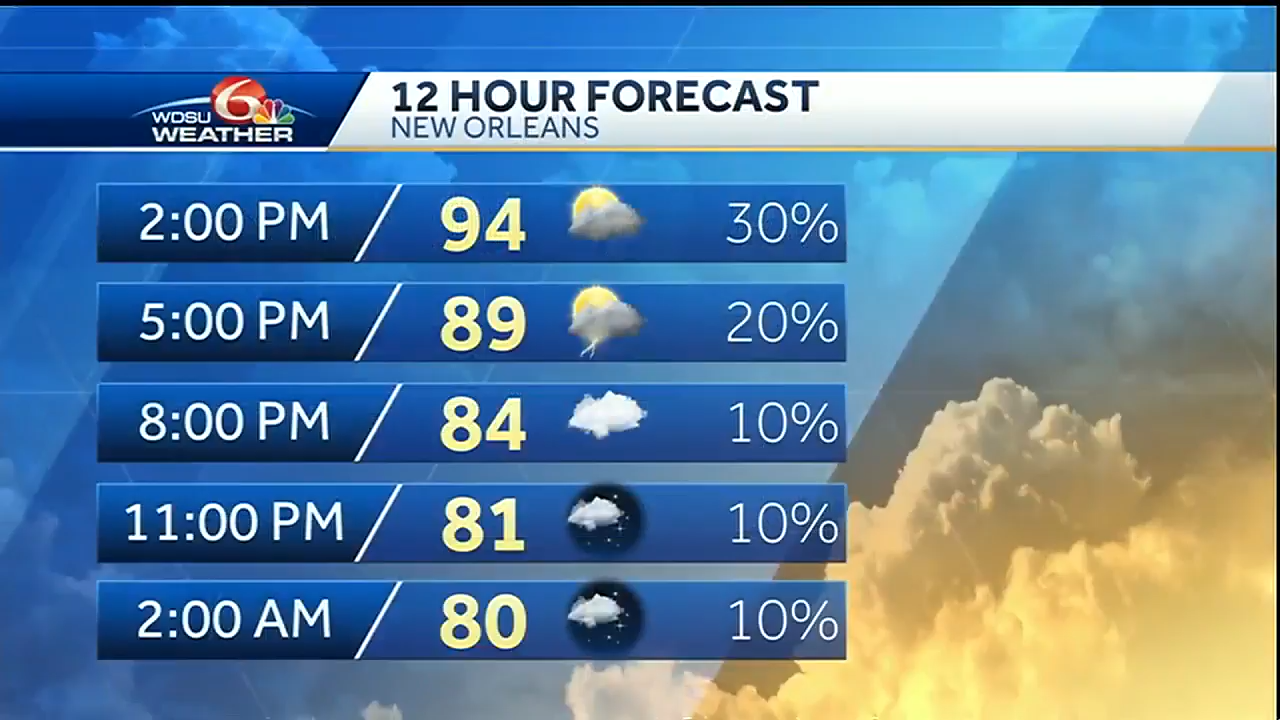 6
WDSU
WEATHER
12 HOUR FORECAST
NEW ORLEANS
2:00 PM 94 30%
5:00 PM 89 20%
8:00 PM 84 10%
11:00 PM 81 10%
2:00 AM 80 10%